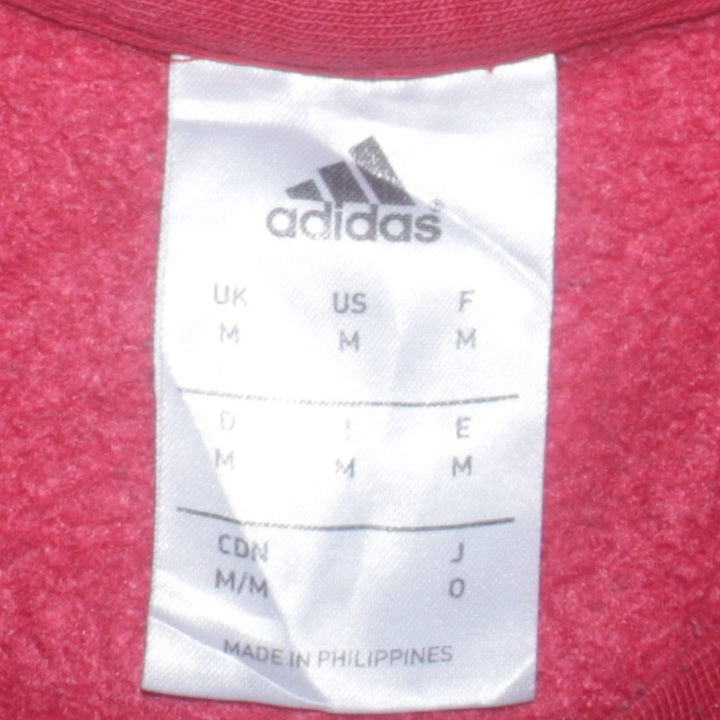 adidas
UK US F
M M M
D I E
M M M
CDN J
M/M O
MADE IN PHILIPPINES